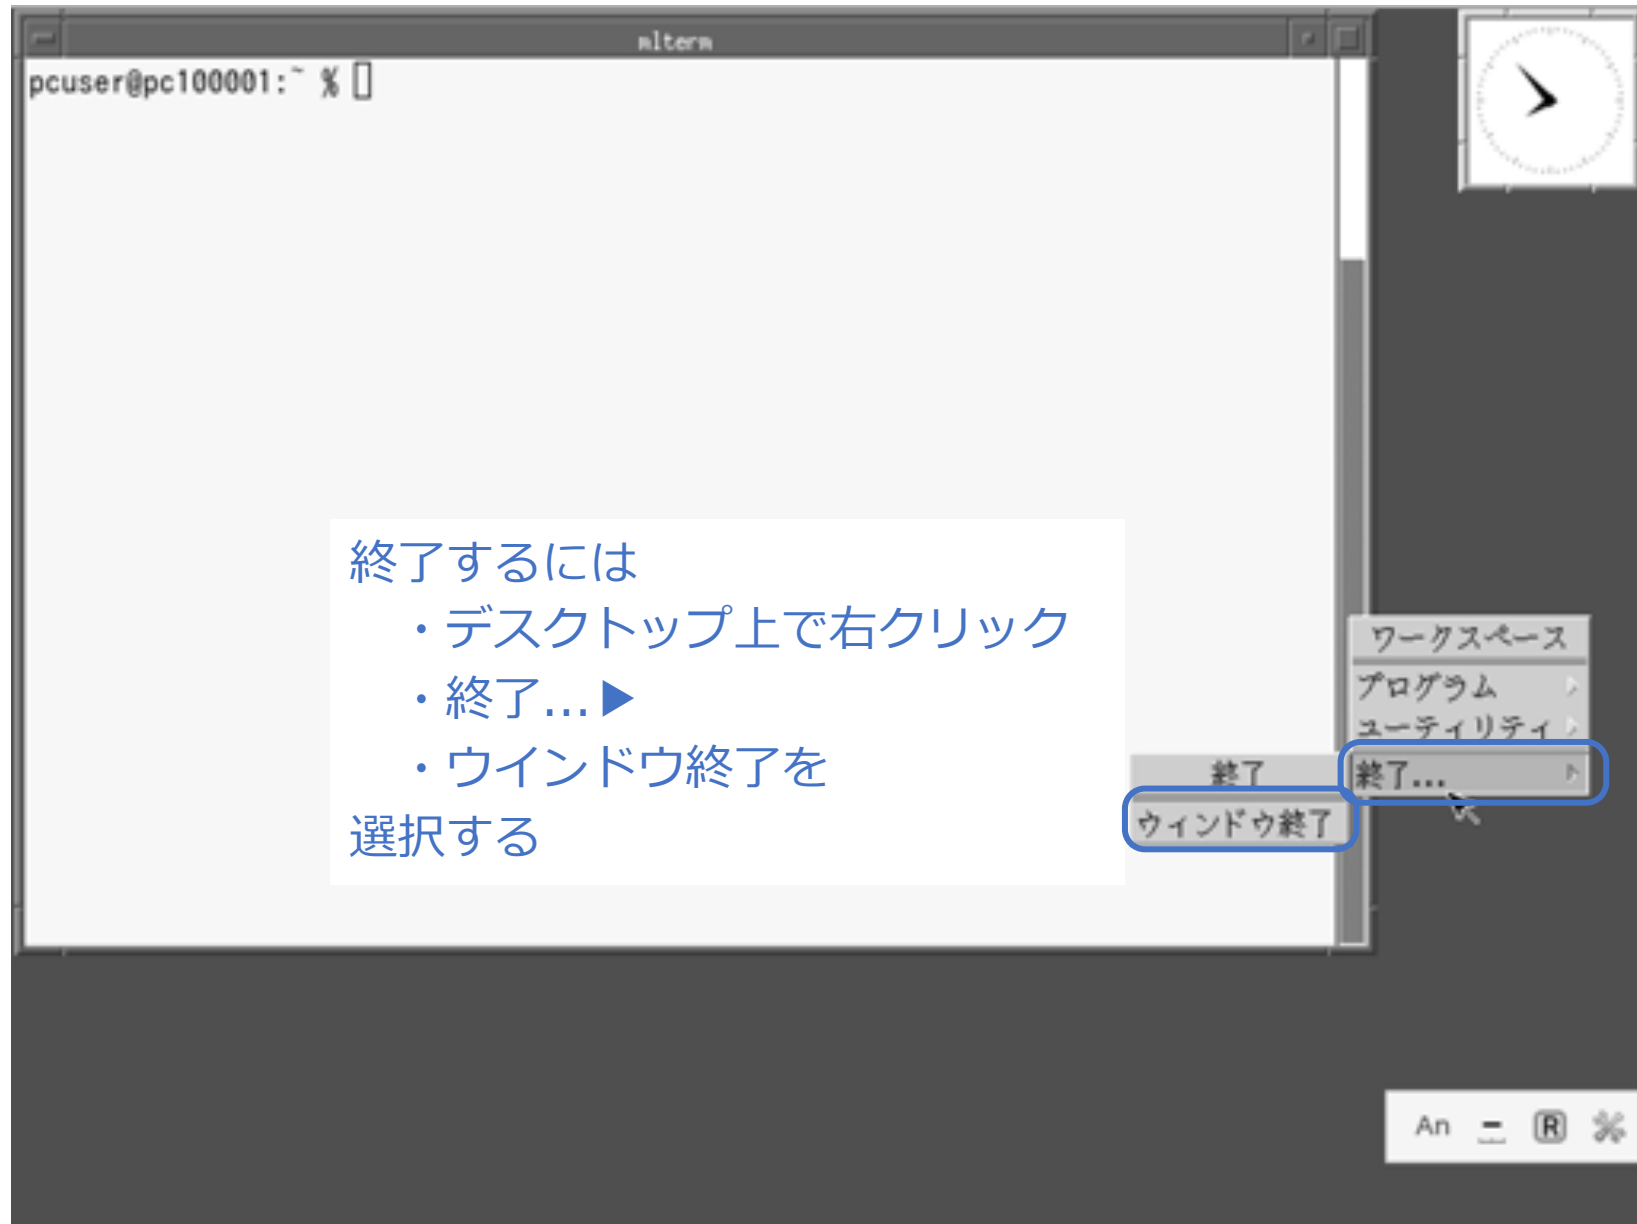 mlterm
pcuser@pc100001:~ %
終了するには
・デスクトップ上で右クリック
・終了...▶
・ウインドウ終了を
選択する
ワークスペース
プログラム
ユーティリティ
終了...
終了
ウィンドウ終了
An
R